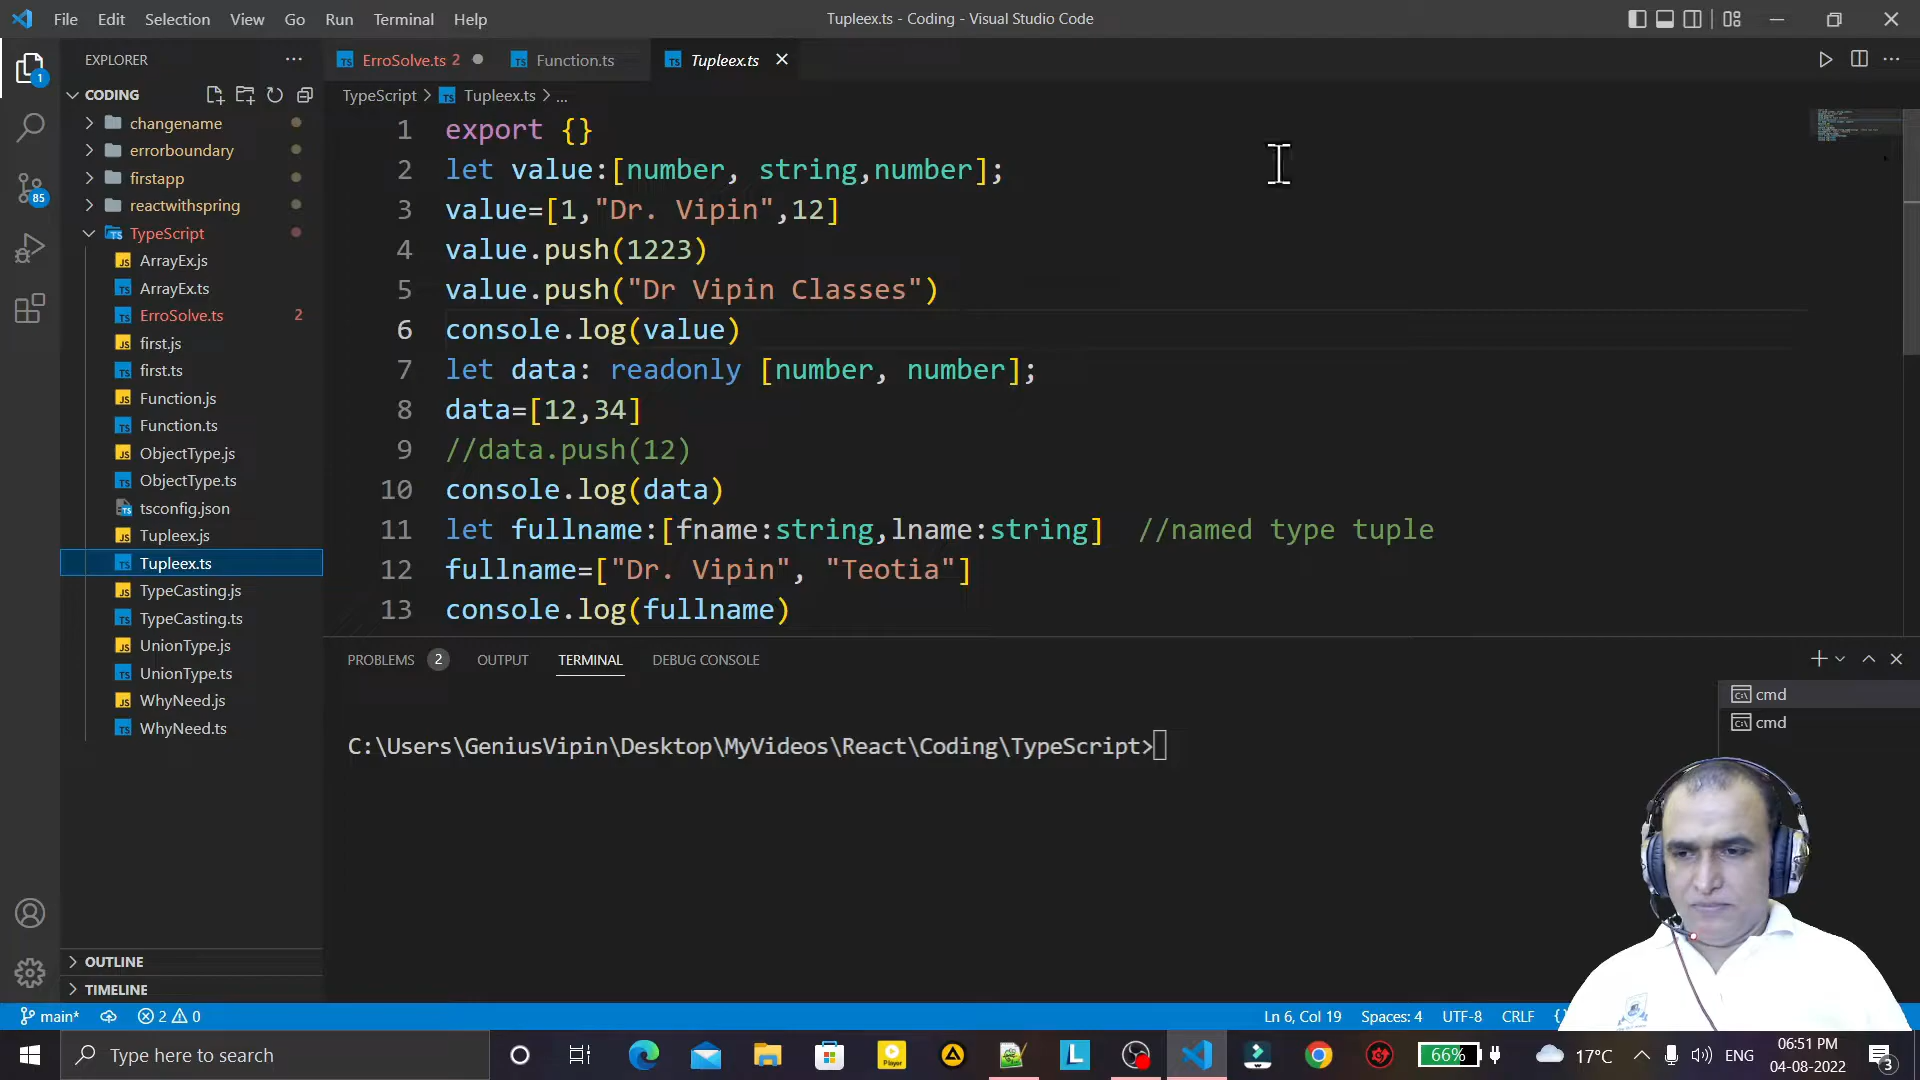 File Edit Selection View Go Run Terminal Help
Tupleex.ts - Coding - Visual Studio Code
EXPLORER
ErroSolve.ts 2
Function.ts
Tupleex.ts
CODING
TypeScript > Tupleex.ts > ...
changename
errorboundary
firstapp
reactwithspring
TypeScript
ArrayEx.js
ArrayEx.ts
ErroSolve.ts 2
first.js
first.ts
Function.js
Function.ts
ObjectType.js
ObjectType.ts
tsconfig.json
Tupleex.js
Tupleex.ts
TypeCasting.js
TypeCasting.ts
UnionType.js
UnionType.ts
WhyNeed.js
WhyNeed.ts
OUTLINE
TIMELINE
1
85
1 export {}
2 let value:[number, string,number];
3 value=[1,"Dr. Vipin",12]
4 value.push(1223)
5 value.push("Dr Vipin Classes")
6 console.log(value)
7 let data: readonly [number, number];
8 data=[12,34]
9 //data.push(12)
10 console.log(data)
11 let fullname:[fname:string,lname:string]  //named type tuple
12 fullname=["Dr. Vipin", "Teotia"]
13 console.log(fullname)
PROBLEMS 2 OUTPUT TERMINAL DEBUG CONSOLE
cmd
cmd
C:\Users\GeniusVipin\Desktop\MyVideos\React\Coding\TypeScript>
main* 2 0
Ln 6, Col 19 Spaces: 4 UTF-8 CRLF {
Type here to search
66%
17°C
ENG
06:51 PM
04-08-2022
3